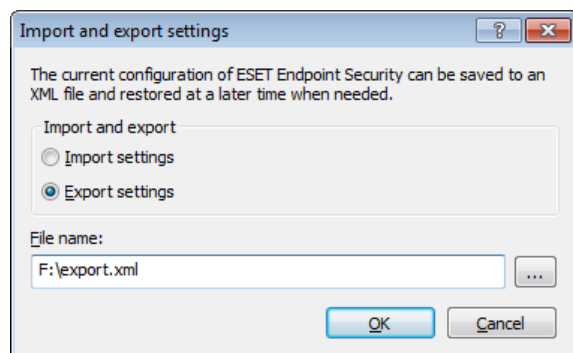 Import and export settings
The current configuration of ESET Endpoint Security can be saved to an
XML file and restored at a later time when needed.
Import and export
Import settings
Export settings
File name:
F:\export.xml
...
OK
Cancel